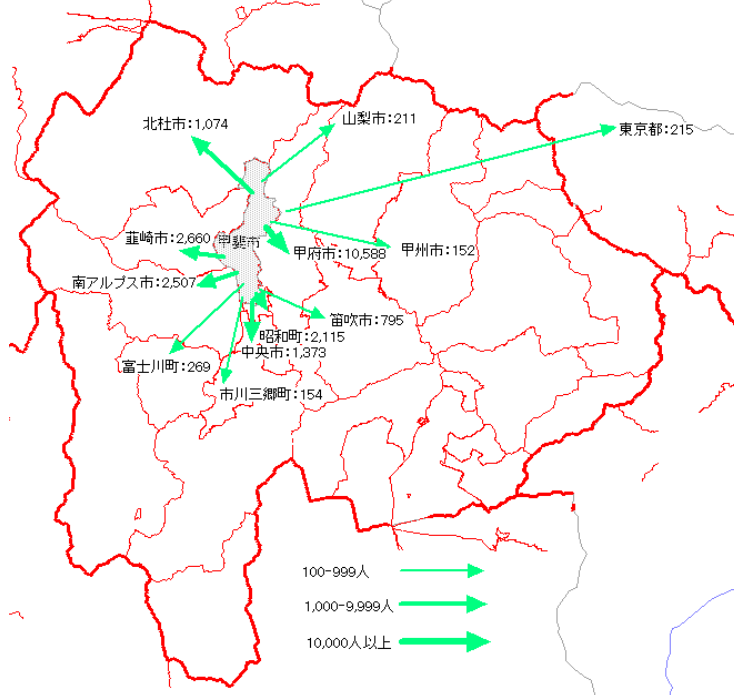 山梨市:211
北杜市:1,074
東京都:215
韮崎市:2,660
甲斐市
甲府市:10,588
甲州市:152
南アルプス市:2,507
笛吹市:795
昭和町:2,115
中央市:1,373
富士川町:269
市川三郷町:154
100-999人
1,000-9,999人
10,000人以上